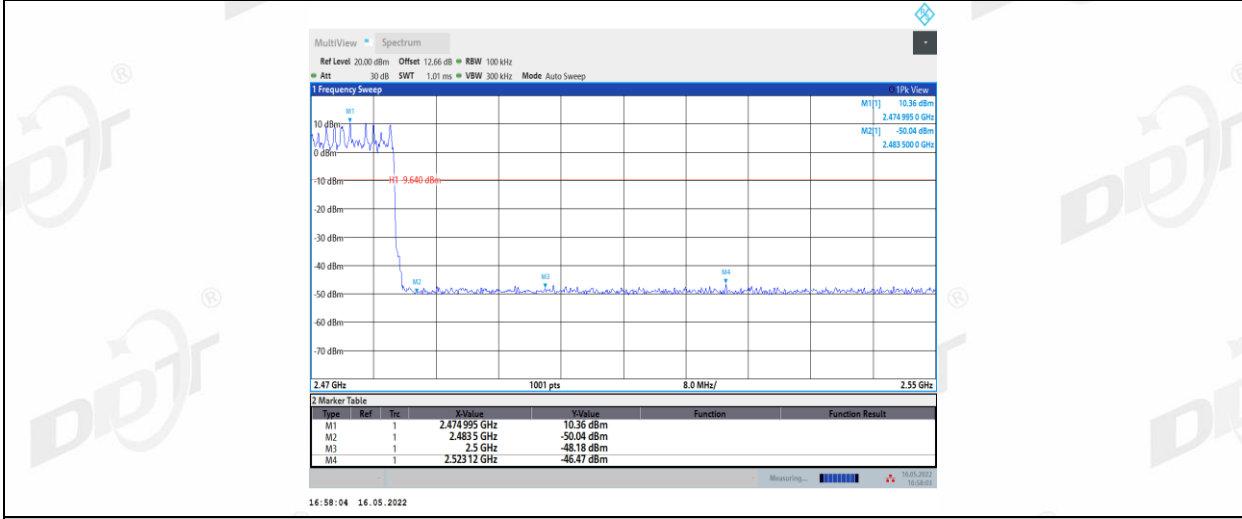 MultiView Spectrum
Ref Level 20.00 dBm Offset 12.66 dB RBW 100 kHz
Att 30 dB SWT 1.01 ms VBW 300 kHz Mode Auto Sweep
1 Frequency Sweep 1Pk View
M1[1] 10.36 dBm
2.474 995 0 GHz
M2[1] -50.04 dBm
2.483 500 0 GHz
M1
10 dBm
0 dBm
-10 dBm H1 -9.640 dBm
-20 dBm
-30 dBm
-40 dBm
M2 M3 M4
-50 dBm
-60 dBm
-70 dBm
2.47 GHz 1001 pts 8.0 MHz/ 2.55 GHz
2 Marker Table
Type Ref Trc X-Value Y-Value Function Function Result
M1 1 2.474 995 GHz 10.36 dBm
M2 1 2.483 5 GHz -50.04 dBm
M3 1 2.5 GHz -48.18 dBm
M4 1 2.523 12 GHz -46.47 dBm
Measuring... 16.05.2022
16:58:03
16:58:04 16.05.2022
DDT
®
DDT
®
DDT
®
DDT
®